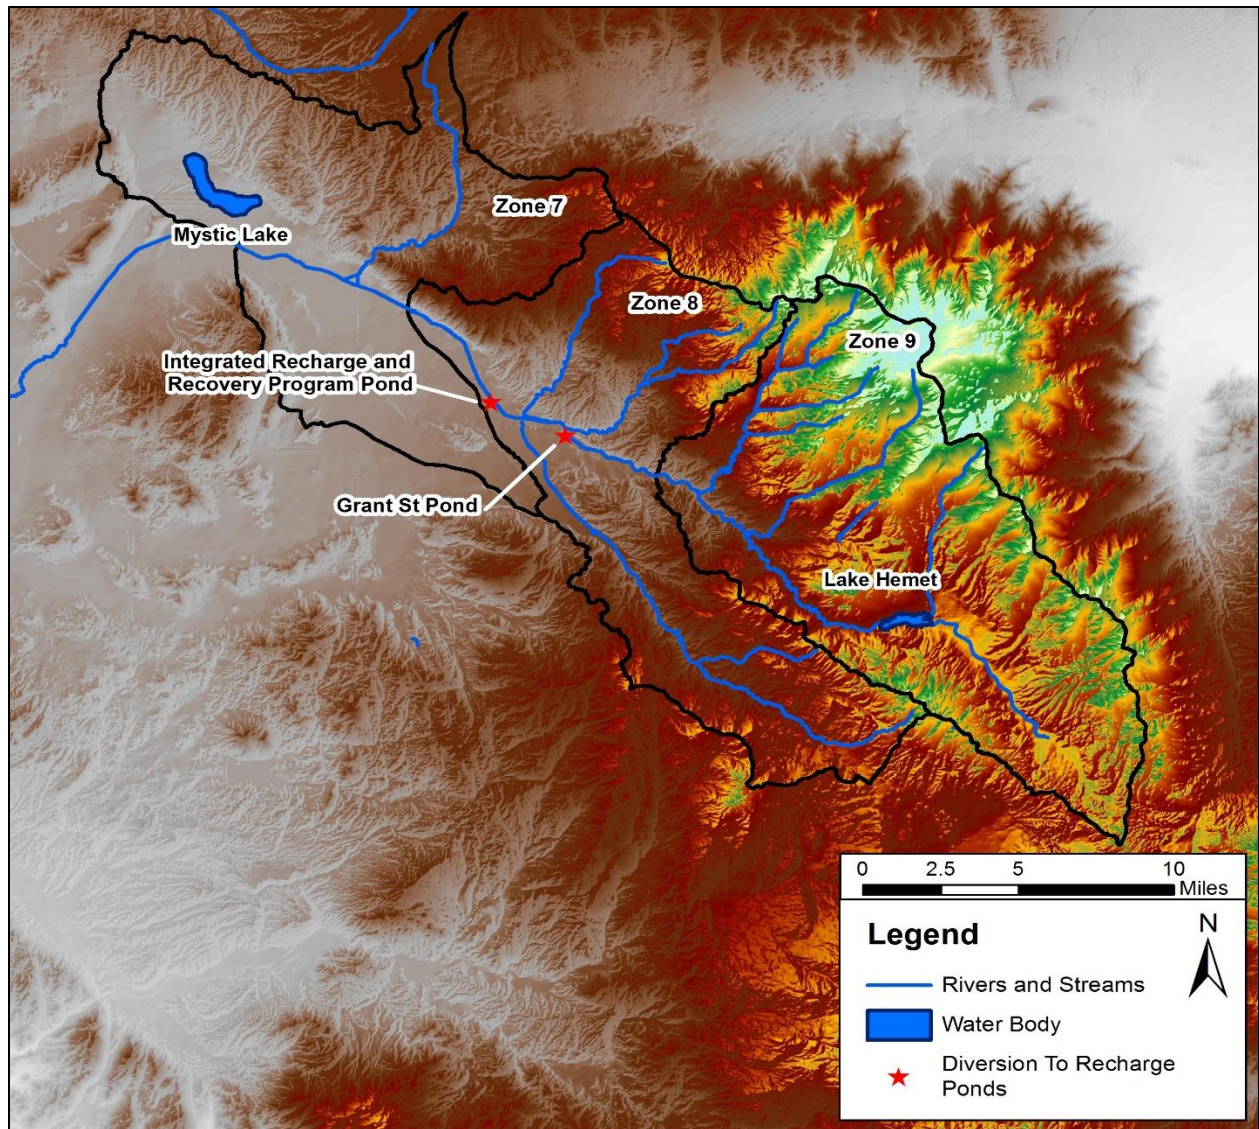 Zone 7
Mystic Lake
Zone 8
Zone 9
Integrated Recharge and
Recovery Program Pond
Grant St Pond
Lake Hemet
0 2.5 5 10
Miles
Legend
N
Rivers and Streams
Water Body
Diversion To Recharge
Ponds